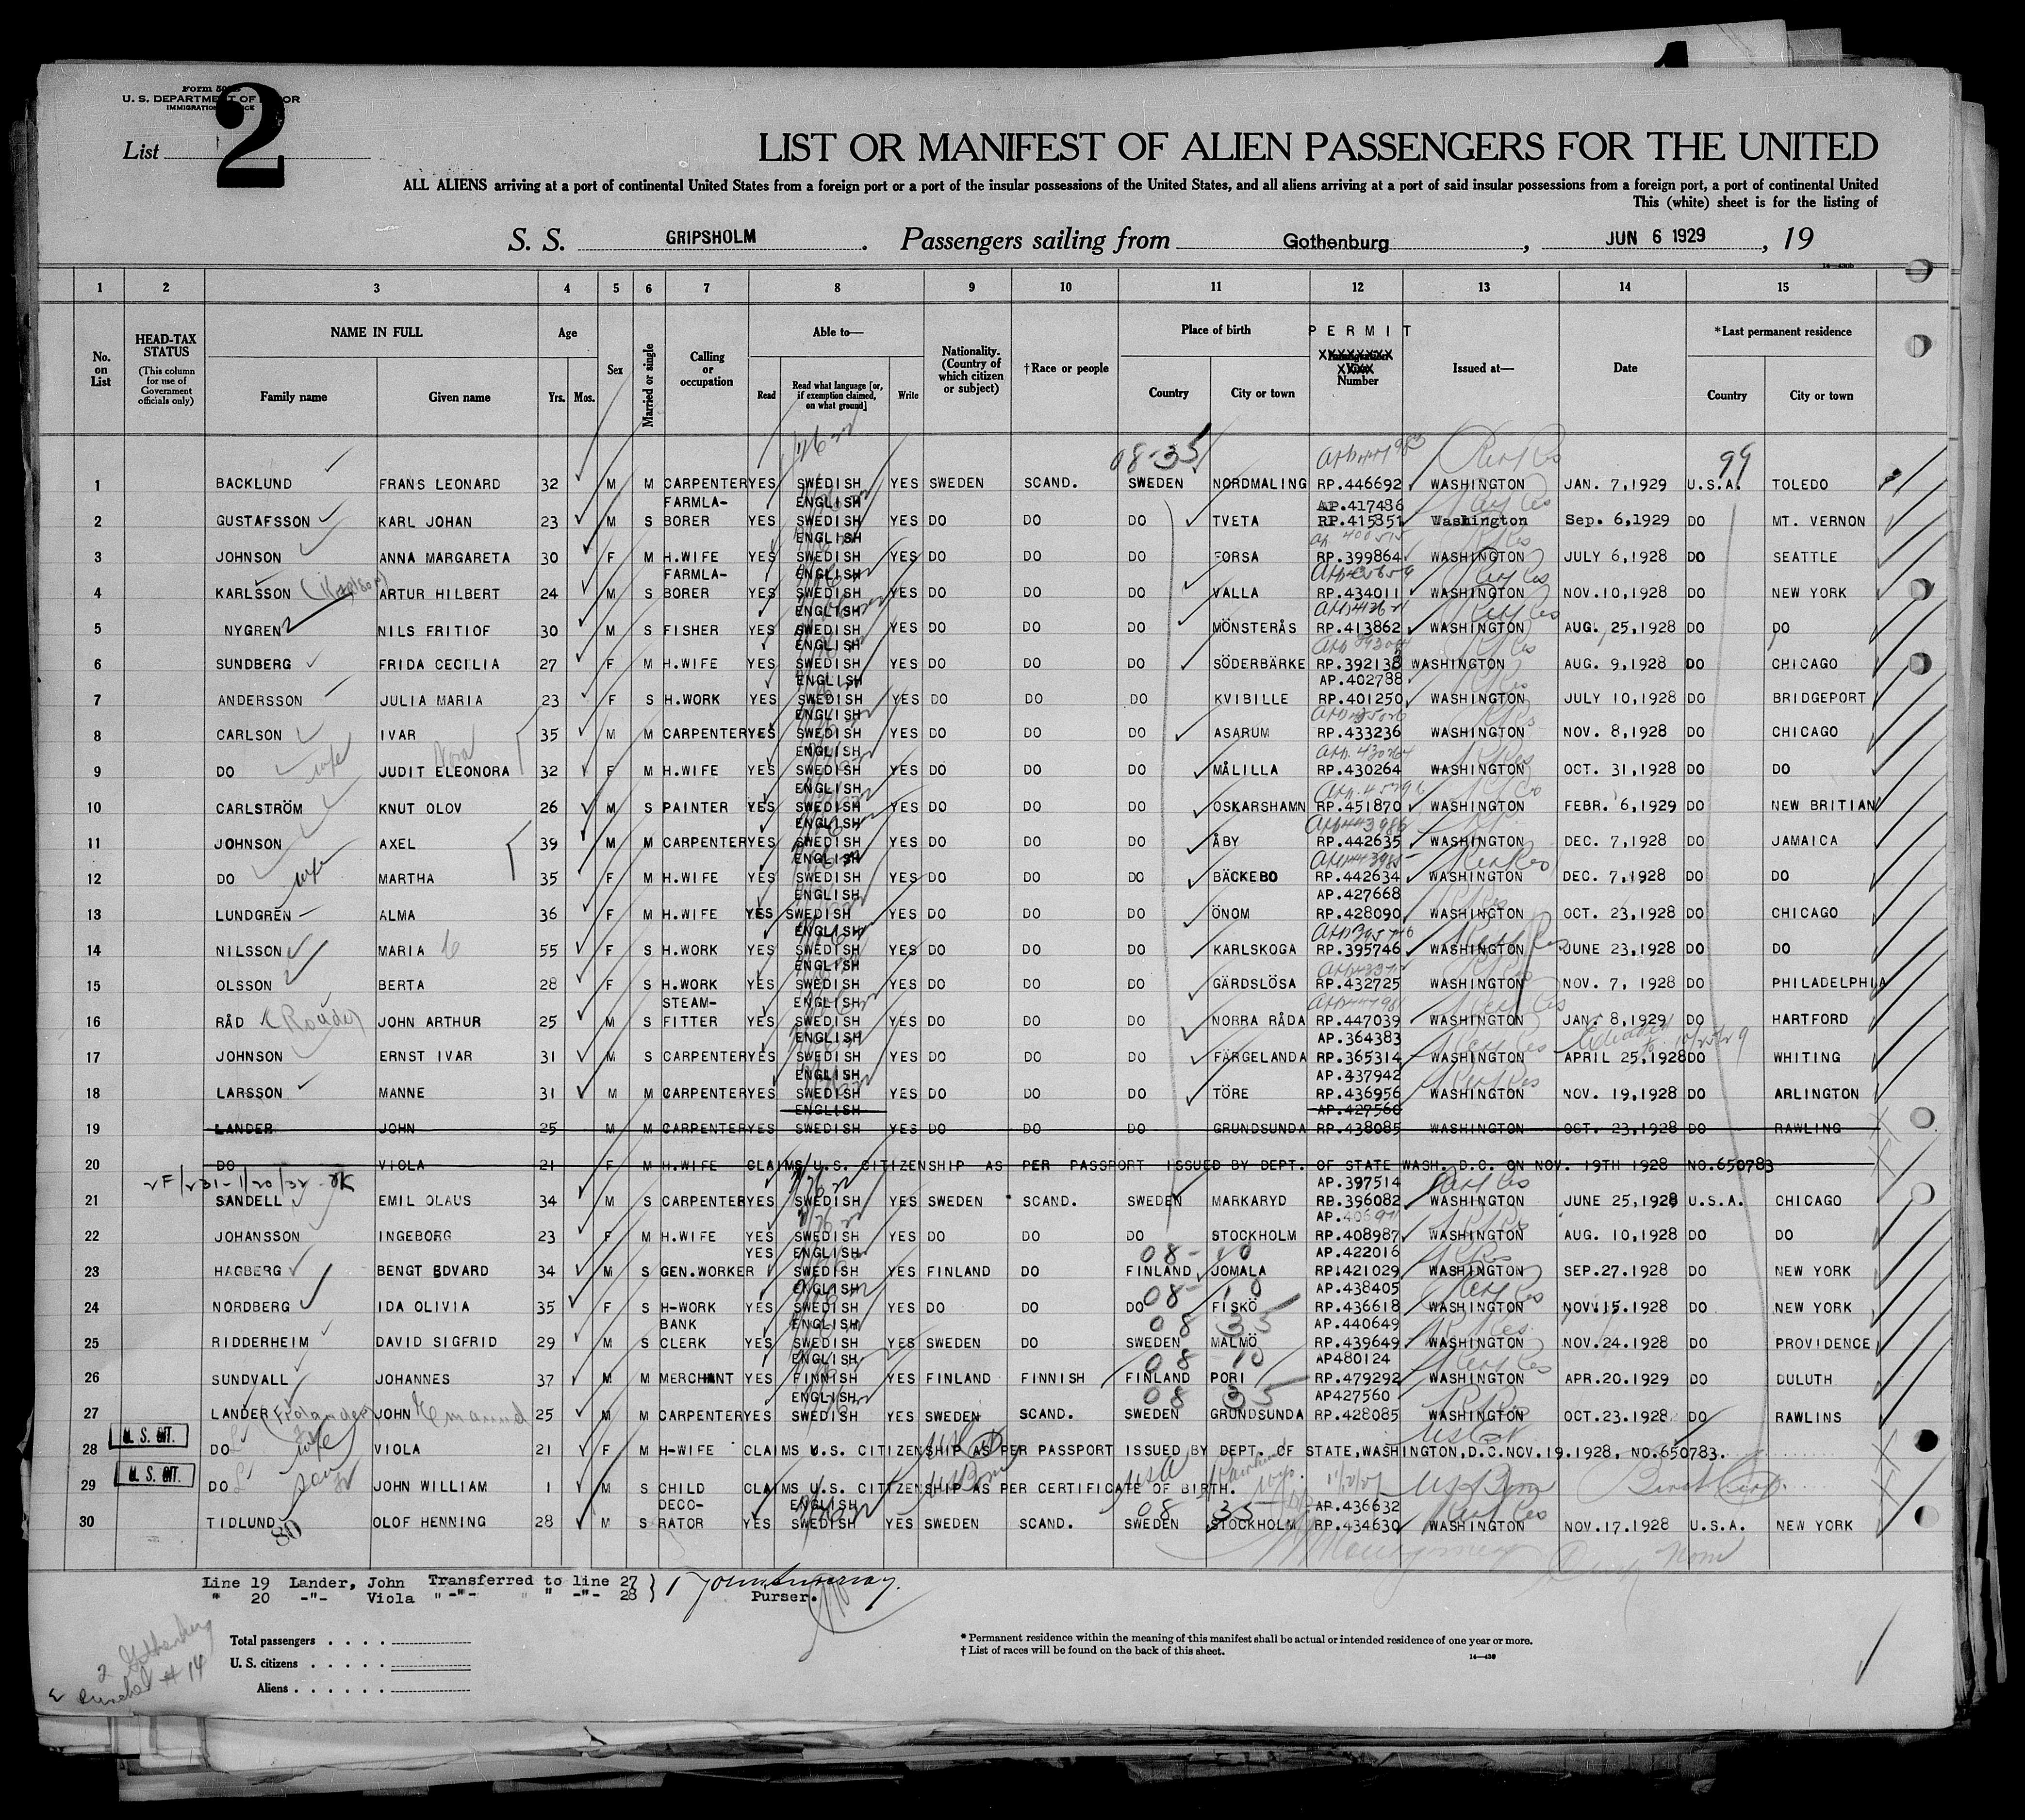 Form 500 B
U. S. DEPARTMENT OF LABOR
IMMIGRATION SERVICE
List 2
LIST OR MANIFEST OF ALIEN PASSENGERS FOR THE UNITED
ALL ALIENS arriving at a port of continental United States from a foreign port or a port of the insular possessions of the United States, and all aliens arriving at a port of said insular possessions from a foreign port, a port of continental United
This (white) sheet is for the listing of
S. S. GRIPSHOLM. Passengers sailing from Gothenburg, JUN 6 1929, 19
1 2 3 4 5 6 7 8 9 10 11 12 13 14 15
No. on List HEAD-TAX STATUS (This column for use of Government officials only) NAME IN FULL Family name Given name Age Yrs. Mos. Sex Married or single Calling or occupation Able to— Read Read what language [or, if exemption claimed, on what ground] Write Nationality. (Country of which citizen or subject) †Race or people Place of birth Country City or town PERMIT Number Issued at— Date *Last permanent residence Country City or town
08-35 99
1 BACKLUND FRANS LEONARD 32 M M CARPENTER YES SWEDISH YES SWEDEN SCAND. SWEDEN NORDMALING RP.446692 WASHINGTON JAN. 7,1929 U.S.A. TOLEDO
FARMLA- ENGLISH AP.417486
2 GUSTAFSSON KARL JOHAN 23 M S BORER YES SWEDISH YES DO DO DO TVETA RP.415351 Washington Sep. 6,1929 DO MT. VERNON
ENGLISH
3 JOHNSON ANNA MARGARETA 30 F M H.WIFE YES SWEDISH YES DO DO DO FORSA RP.399864 WASHINGTON JULY 6,1928 DO SEATTLE
FARMLA- ENGLISH
4 KARLSSON ARTUR HILBERT 24 M S BORER YES SWEDISH YES DO DO DO VALLA RP.434011 WASHINGTON NOV.10,1928 DO NEW YORK
ENGLISH
5 NYGREN NILS FRITIOF 30 M S FISHER YES SWEDISH YES DO DO DO MÖNSTERÅS RP.413862 WASHINGTON AUG. 25,1928 DO DO
ENGLISH
6 SUNDBERG FRIDA CECILIA 27 F M H.WIFE YES SWEDISH YES DO DO DO SÖDERBÄRKE RP.392138 WASHINGTON AUG. 9,1928 DO CHICAGO
ENGLISH AP.402788
7 ANDERSSON JULIA MARIA 23 F S H.WORK YES SWEDISH YES DO DO DO KVIBILLE RP.401250 WASHINGTON JULY 10,1928 DO BRIDGEPORT
ENGLISH
8 CARLSON IVAR 35 M M CARPENTER YES SWEDISH YES DO DO DO ASARUM RP.433236 WASHINGTON NOV. 8,1928 DO CHICAGO
wife Nora ENGLISH
9 DO JUDIT ELEONORA 32 F M H.WIFE YES SWEDISH YES DO DO DO MÅLILLA RP.430264 WASHINGTON OCT. 31,1928 DO DO
ENGLISH
10 CARLSTRÖM KNUT OLOV 26 M S PAINTER YES SWEDISH YES DO DO DO OSKARSHAMN RP.451870 WASHINGTON FEBR. 6,1929 DO NEW BRITIAN
ENGLISH
11 JOHNSON AXEL 39 M M CARPENTER YES SWEDISH YES DO DO DO ÅBY RP.442635 WASHINGTON DEC. 7,1928 DO JAMAICA
ENGLISH
12 DO wife MARTHA 35 F M H.WIFE YES SWEDISH YES DO DO DO BÄCKEBO RP.442634 WASHINGTON DEC. 7,1928 DO DO
ENGLISH AP.427668
13 LUNDGREN ALMA 36 F M H.WIFE YES SWEDISH YES DO DO DO ÖNOM RP.428090 WASHINGTON OCT. 23,1928 DO CHICAGO
ENGLISH
14 NILSSON MARIA 55 F S H.WORK YES SWEDISH YES DO DO DO KARLSKOGA RP.395746 WASHINGTON JUNE 23,1928 DO DO
ENGLISH
15 OLSSON BERTA 28 F S H.WORK YES SWEDISH YES DO DO DO GÄRDSLÖSA RP.432725 WASHINGTON NOV. 7, 1928 DO PHILADELPHIA
STEAM- ENGLISH
16 RÅD JOHN ARTHUR 25 M S FITTER YES SWEDISH YES DO DO DO NORRA RÅDA RP.447039 WASHINGTON JAN. 8,1929 DO HARTFORD
ENGLISH AP.364383
17 JOHNSON ERNST IVAR 31 M S CARPENTER YES SWEDISH YES DO DO DO FÄRGELANDA RP.365314 WASHINGTON APRIL 25,1928 DO WHITING
ENGLISH AP.437942
18 LARSSON MANNE 31 M M CARPENTER YES SWEDISH YES DO DO DO TÖRE RP.436956 WASHINGTON NOV. 19,1928 DO ARLINGTON
ENGLISH AP.427560
19 LANDER JOHN 25 M M CARPENTER YES SWEDISH YES DO DO DO GRUNDSUNDA RP.438085 WASHINGTON OCT. 23,1928 DO RAWLING
20 DO VIOLA 21 F M H.WIFE CLAIMS U.S. CITIZENSHIP AS PER PASSPORT ISSUED BY DEPT. OF STATE WASH. D.C. ON NOV. 19TH 1928 NO.650783
AP.397514
21 SANDELL EMIL OLAUS 34 M S CARPENTER YES SWEDISH YES SWEDEN SCAND. SWEDEN MARKARYD RP.396082 WASHINGTON JUNE 25,1928 U.S.A. CHICAGO
22 JOHANSSON INGEBORG 23 F M H.WIFE YES SWEDISH YES DO DO DO STOCKHOLM RP.408987 WASHINGTON AUG. 10,1928 DO DO
YES ENGLISH 08- 10 AP.422016
23 HAGBERG BENGT EDVARD 34 M S GEN.WORKER SWEDISH YES FINLAND DO FINLAND JOMALA RP.421029 WASHINGTON SEP.27.1928 DO NEW YORK
ENGLISH 08- 10 AP.438405
24 NORDBERG IDA OLIVIA 35 F S H-WORK YES SWEDISH YES DO DO DO FISKÖ RP.436618 WASHINGTON NOV.15.1928 DO NEW YORK
BANK ENGLISH 08 35 AP.440649
25 RIDDERHEIM DAVID SIGFRID 29 M S CLERK YES SWEDISH YES SWEDEN DO SWEDEN MALMÖ RP.439649 WASHINGTON NOV.24.1928 DO PROVIDENCE
ENGLISH 08 10 AP480124
26 SUNDVALL JOHANNES 37 M M MERCHANT YES FINNISH YES FINLAND FINNISH FINLAND PORI RP.479292 WASHINGTON APR.20.1929 DO DULUTH
ENGLISH 08 35 AP427560
27 LANDER JOHN 25 M M CARPENTER YES SWEDISH YES SWEDEN SCAND. SWEDEN GRUNDSUNDA RP.428085 WASHINGTON OCT.23.1928 DO RAWLINS
U. S. CIT.
28 DO wife VIOLA 21 F M H-WIFE CLAIMS U.S. CITIZENSHIP AS PER PASSPORT ISSUED BY DEPT. OF STATE,WASHINGTON,D.C.NOV.19.1928, NO.650783.
U. S. CIT.
29 DO son JOHN WILLIAM 1 M S CHILD CLAIMS U.S. CITIZENSHIP AS PER CERTIFICATE OF BIRTH.
DECO- ENGLISH 08 35 AP.436632
30 TIDLUND OLOF HENNING 28 M S RATOR YES SWEDISH YES SWEDEN SCAND. SWEDEN STOCKHOLM RP.434630 WASHINGTON NOV.17.1928 U.S.A. NEW YORK
Line 19 Lander, John Transferred to line 27
" 20 -"- Viola " -"- " " -"- 28
Purser.
Total passengers
U. S. citizens
Aliens
* Permanent residence within the meaning of this manifest shall be actual or intended residence of one year or more.
† List of races will be found on the back of this sheet.
14—430